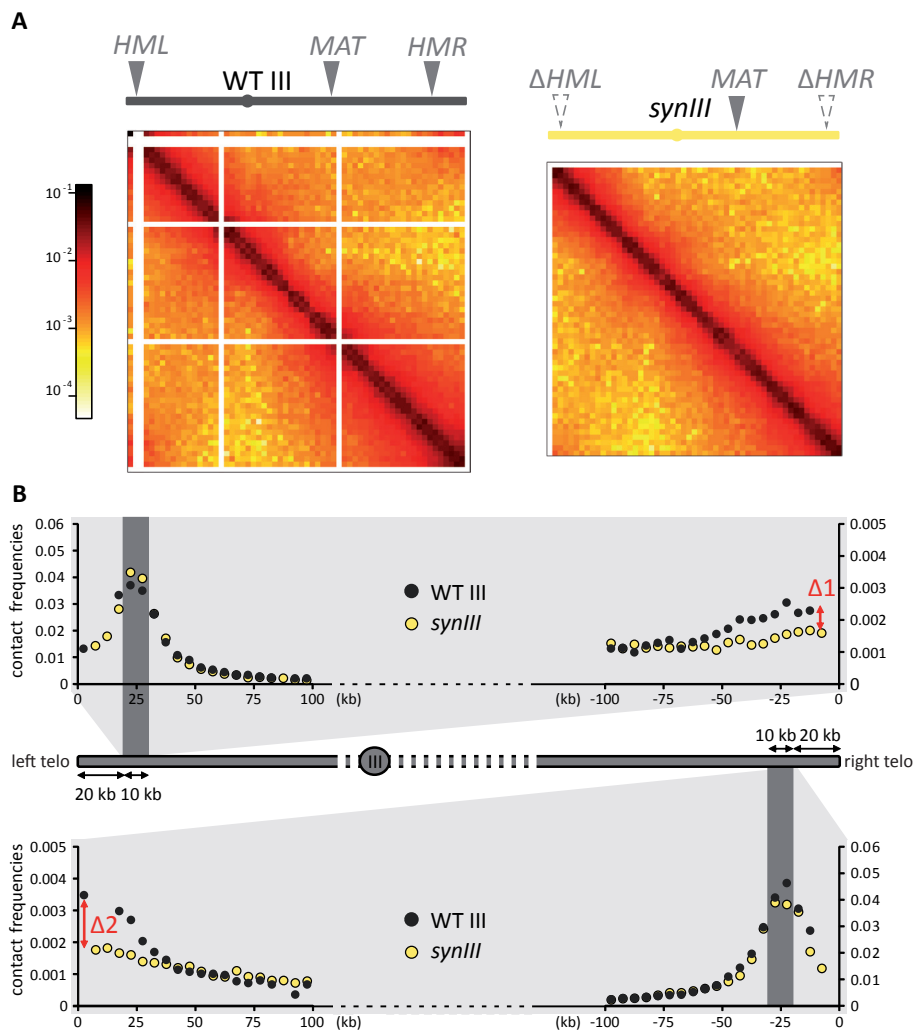 A
HML MAT HMR
WT III
ΔHML MAT ΔHMR
synIII
10⁻¹
10⁻²
10⁻³
10⁻⁴
B
contact frequencies
0.06
0.05
0.04
0.03
0.02
0.01
0
WT III
synIII
Δ1
0.005
0.004
0.003
0.002
0.001
0
0 25 50 75 100 (kb) (kb) -100 -75 -50 -25 0
10 kb 20 kb
left telo III right telo
20 kb 10 kb
contact frequencies
0.005
0.004
0.003
0.002
0.001
0
Δ2
WT III
synIII
0.06
0.05
0.04
0.03
0.02
0.01
0
0 25 50 75 100 (kb) (kb) -100 -75 -50 -25 0